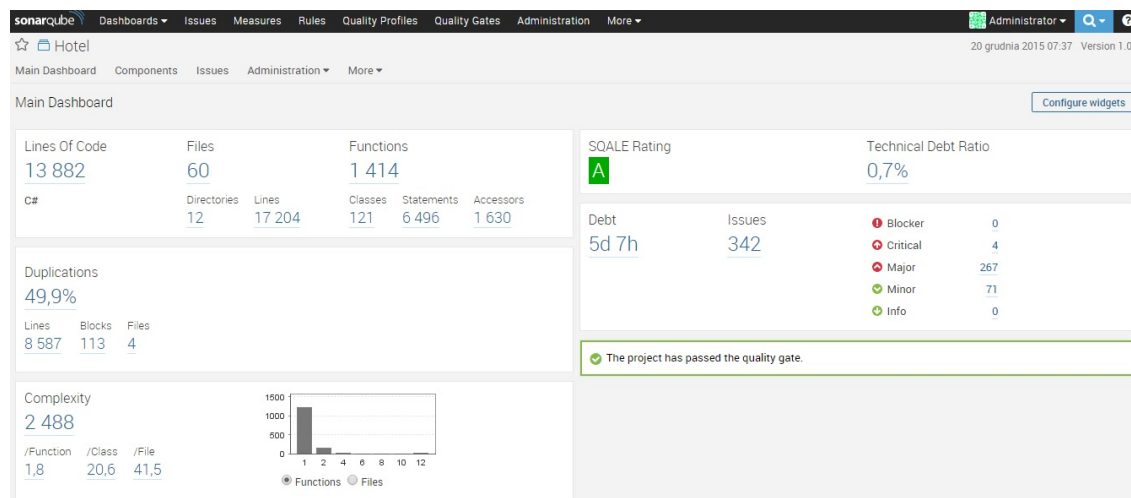 sonarqube Dashboards Issues Measures Rules Quality Profiles Quality Gates Administration More Administrator
Hotel
20 grudnia 2015 07:37 Version 1.0
Main Dashboard Components Issues Administration More
Main Dashboard
Configure widgets
Lines Of Code Files Functions
13 882 60 1 414
C# Directories Lines Classes Statements Accessors
12 17 204 121 6 496 1 630
SQALE Rating Technical Debt Ratio
A 0,7%
Debt Issues
5d 7h 342
Blocker 0
Critical 4
Major 267
Minor 71
Info 0
Duplications
49,9%
Lines Blocks Files
8 587 113 4
The project has passed the quality gate.
Complexity
2 488
/Function /Class /File
1,8 20,6 41,5
1500
1000
500
0
1 2 4 6 8 10 12
Functions Files